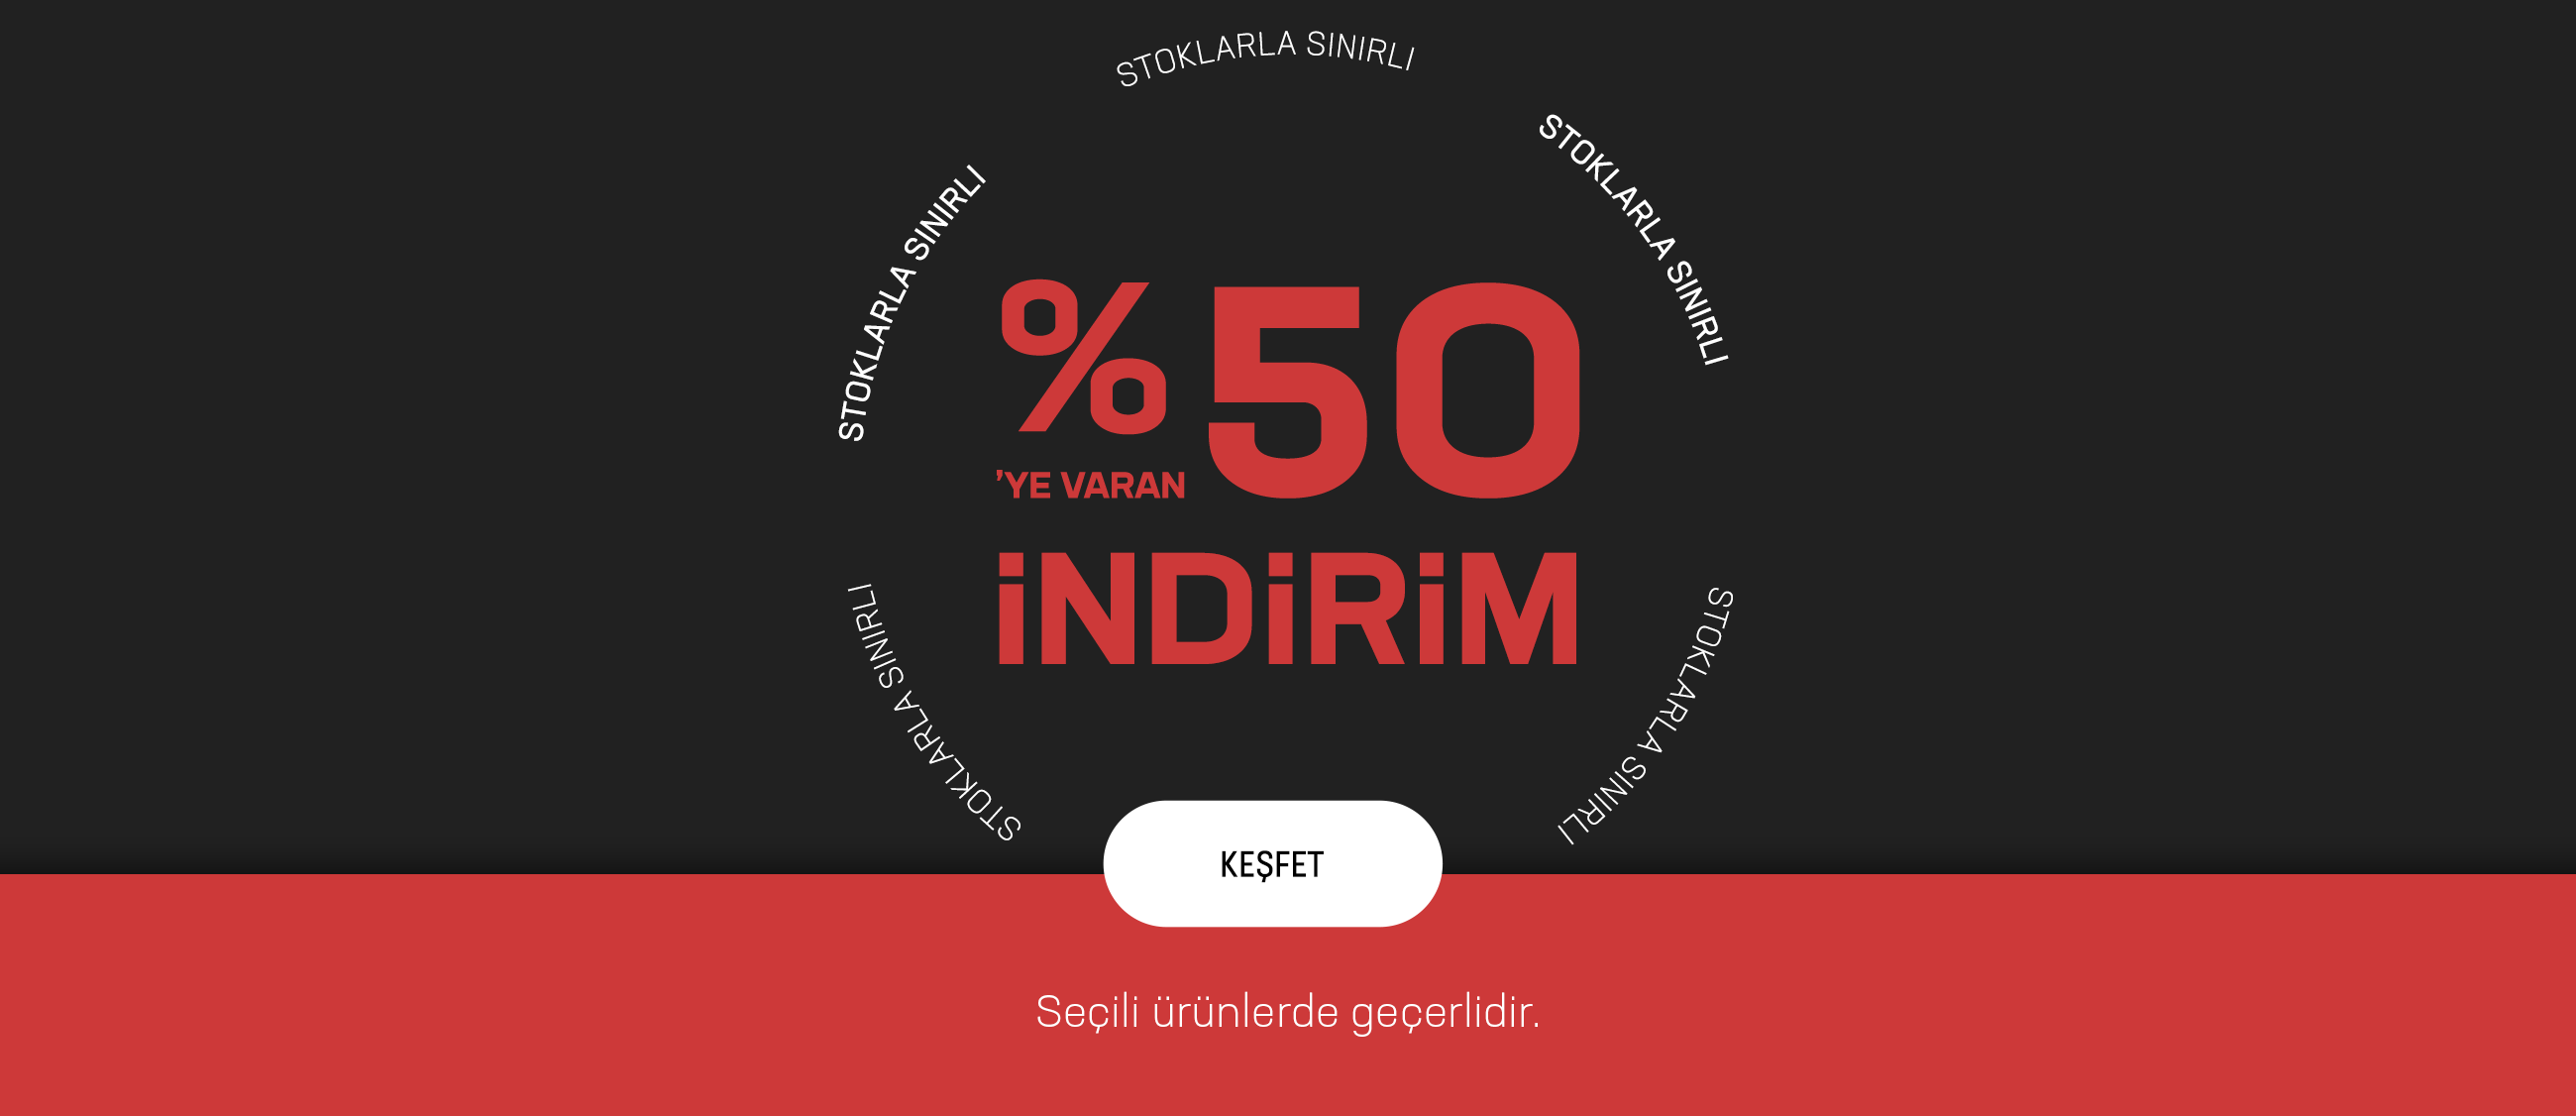 STOKLARLA SINIRLI
STOKLARLA SINIRLI
STOKLARLA SINIRLI
%50
'YE VARAN
İNDİRİM
STOKLARLA SINIRLI
STOKLARLA SINIRLI
KEŞFET
Seçili ürünlerde geçerlidir.